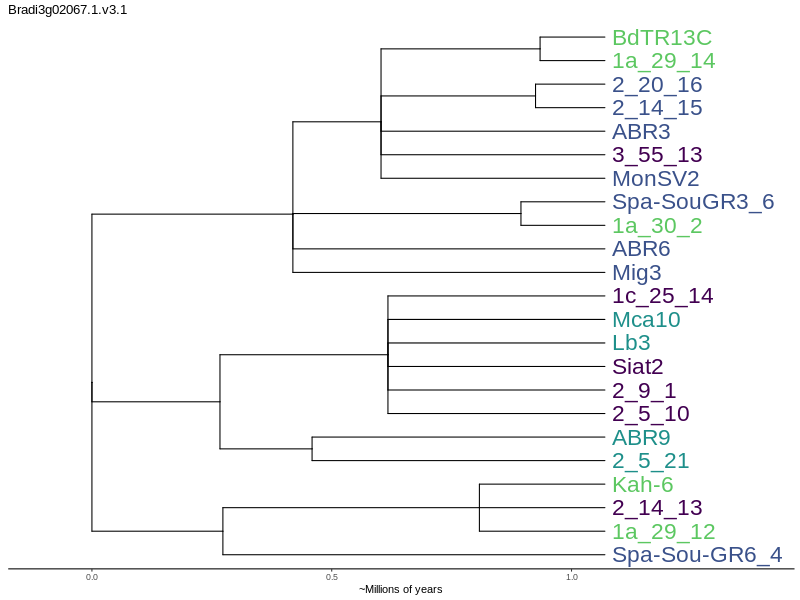 Bradi3g02067.1.v3.1
BdTR13C
1a_29_14
2_20_16
2_14_15
ABR3
3_55_13
MonSV2
Spa-SouGR3_6
1a_30_2
ABR6
Mig3
1c_25_14
Mca10
Lb3
Siat2
2_9_1
2_5_10
ABR9
2_5_21
Kah-6
2_14_13
1a_29_12
Spa-Sou-GR6_4
0.0 0.5 1.0
~Millions of years